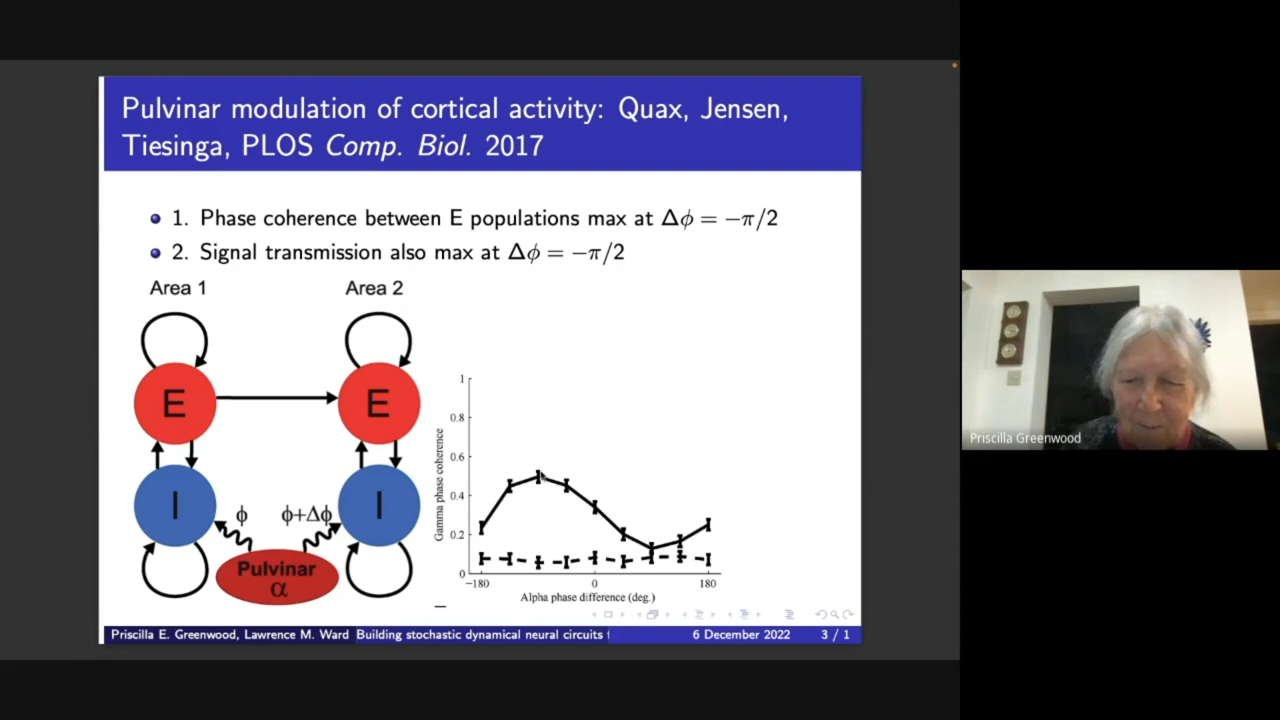 Pulvinar modulation of cortical activity: Quax, Jensen,
Tiesinga, PLOS Comp. Biol. 2017
1. Phase coherence between E populations max at Δϕ = −π/2
2. Signal transmission also max at Δϕ = −π/2
Area 1
Area 2
E
E
I
I
ϕ
ϕ+Δϕ
Pulvinar
α
Gamma phase coherence
1
0.8
0.6
0.4
0.2
0
−180
0
180
Alpha phase difference (deg.)
Priscilla E. Greenwood, Lawrence M. Ward
Building stochastic dynamical neural circuits
6 December 2022
3 / 1
Priscilla Greenwood